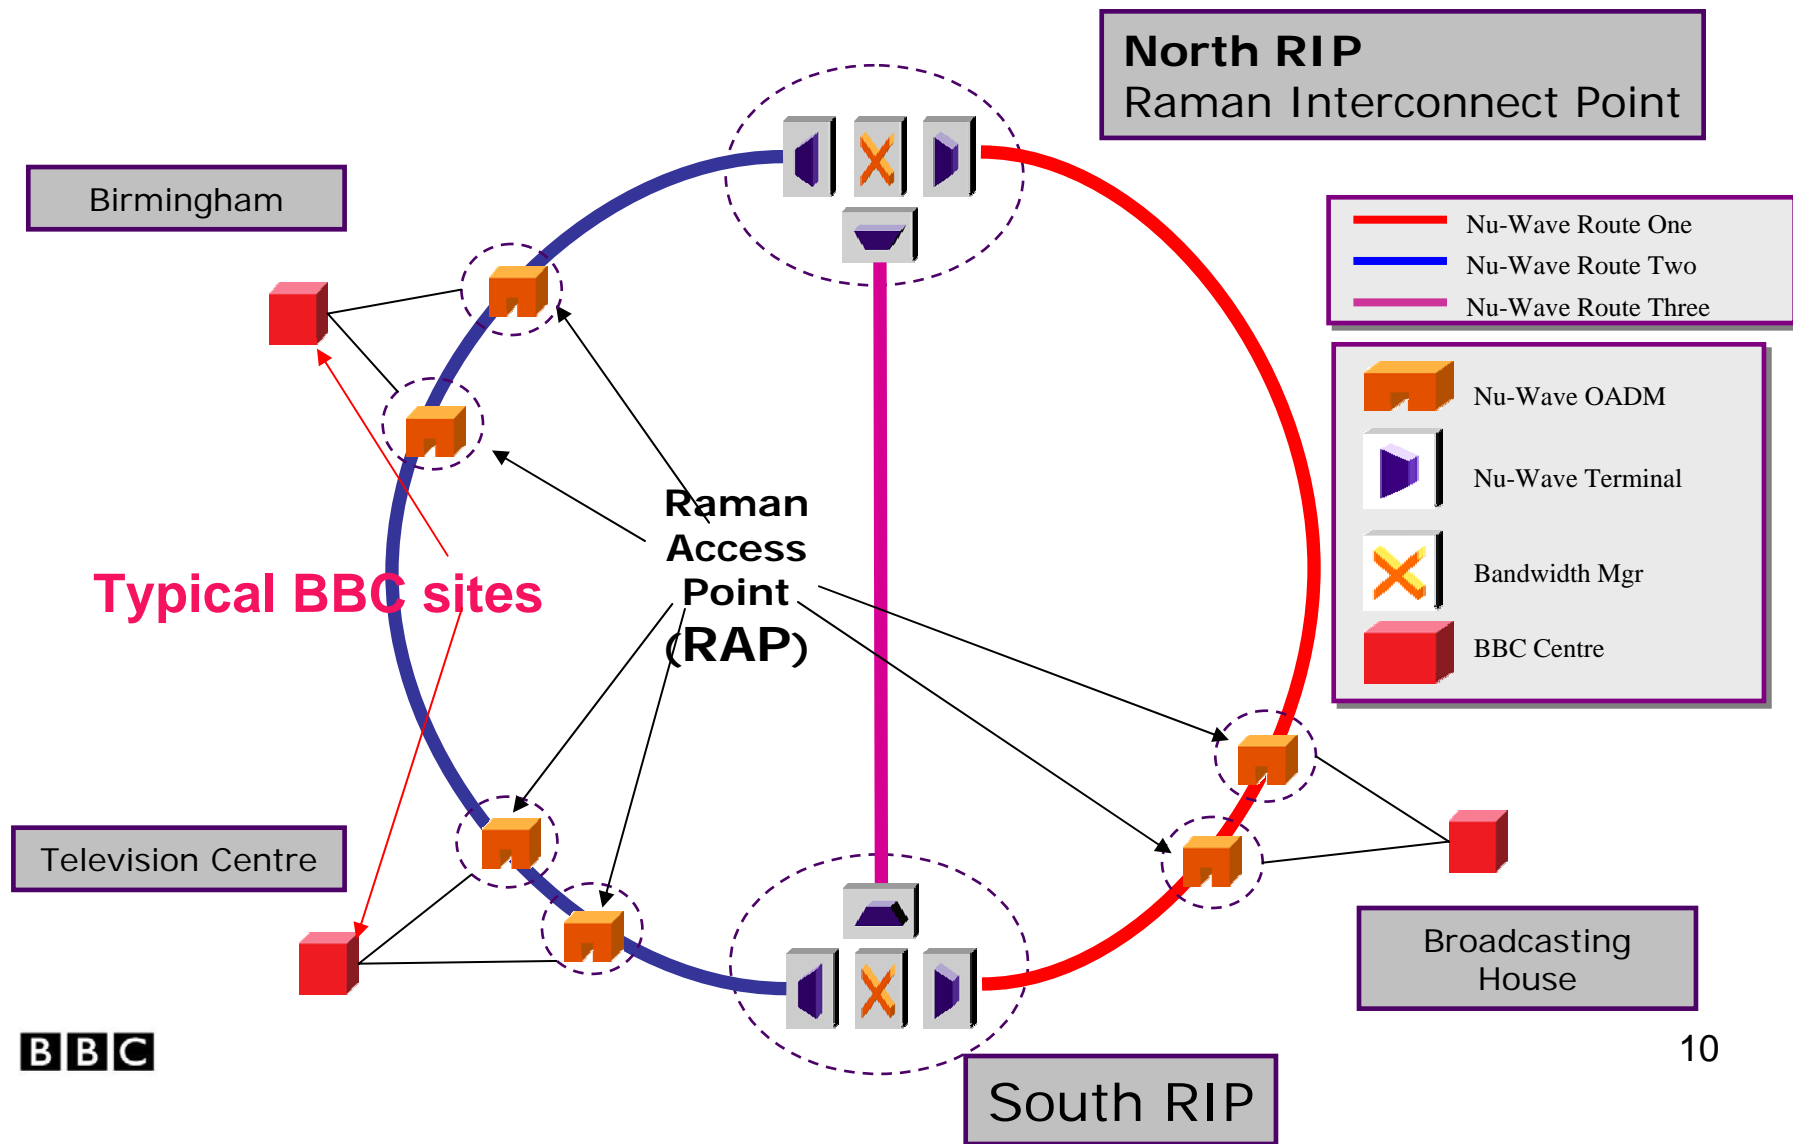 North RIP
Raman Interconnect Point
Birmingham
Nu-Wave Route One
Nu-Wave Route Two
Nu-Wave Route Three
Nu-Wave OADM
Nu-Wave Terminal
Bandwidth Mgr
BBC Centre
Raman
Access
Point
(RAP)
Typical BBC sites
Television Centre
Broadcasting
House
South RIP
BBC
10